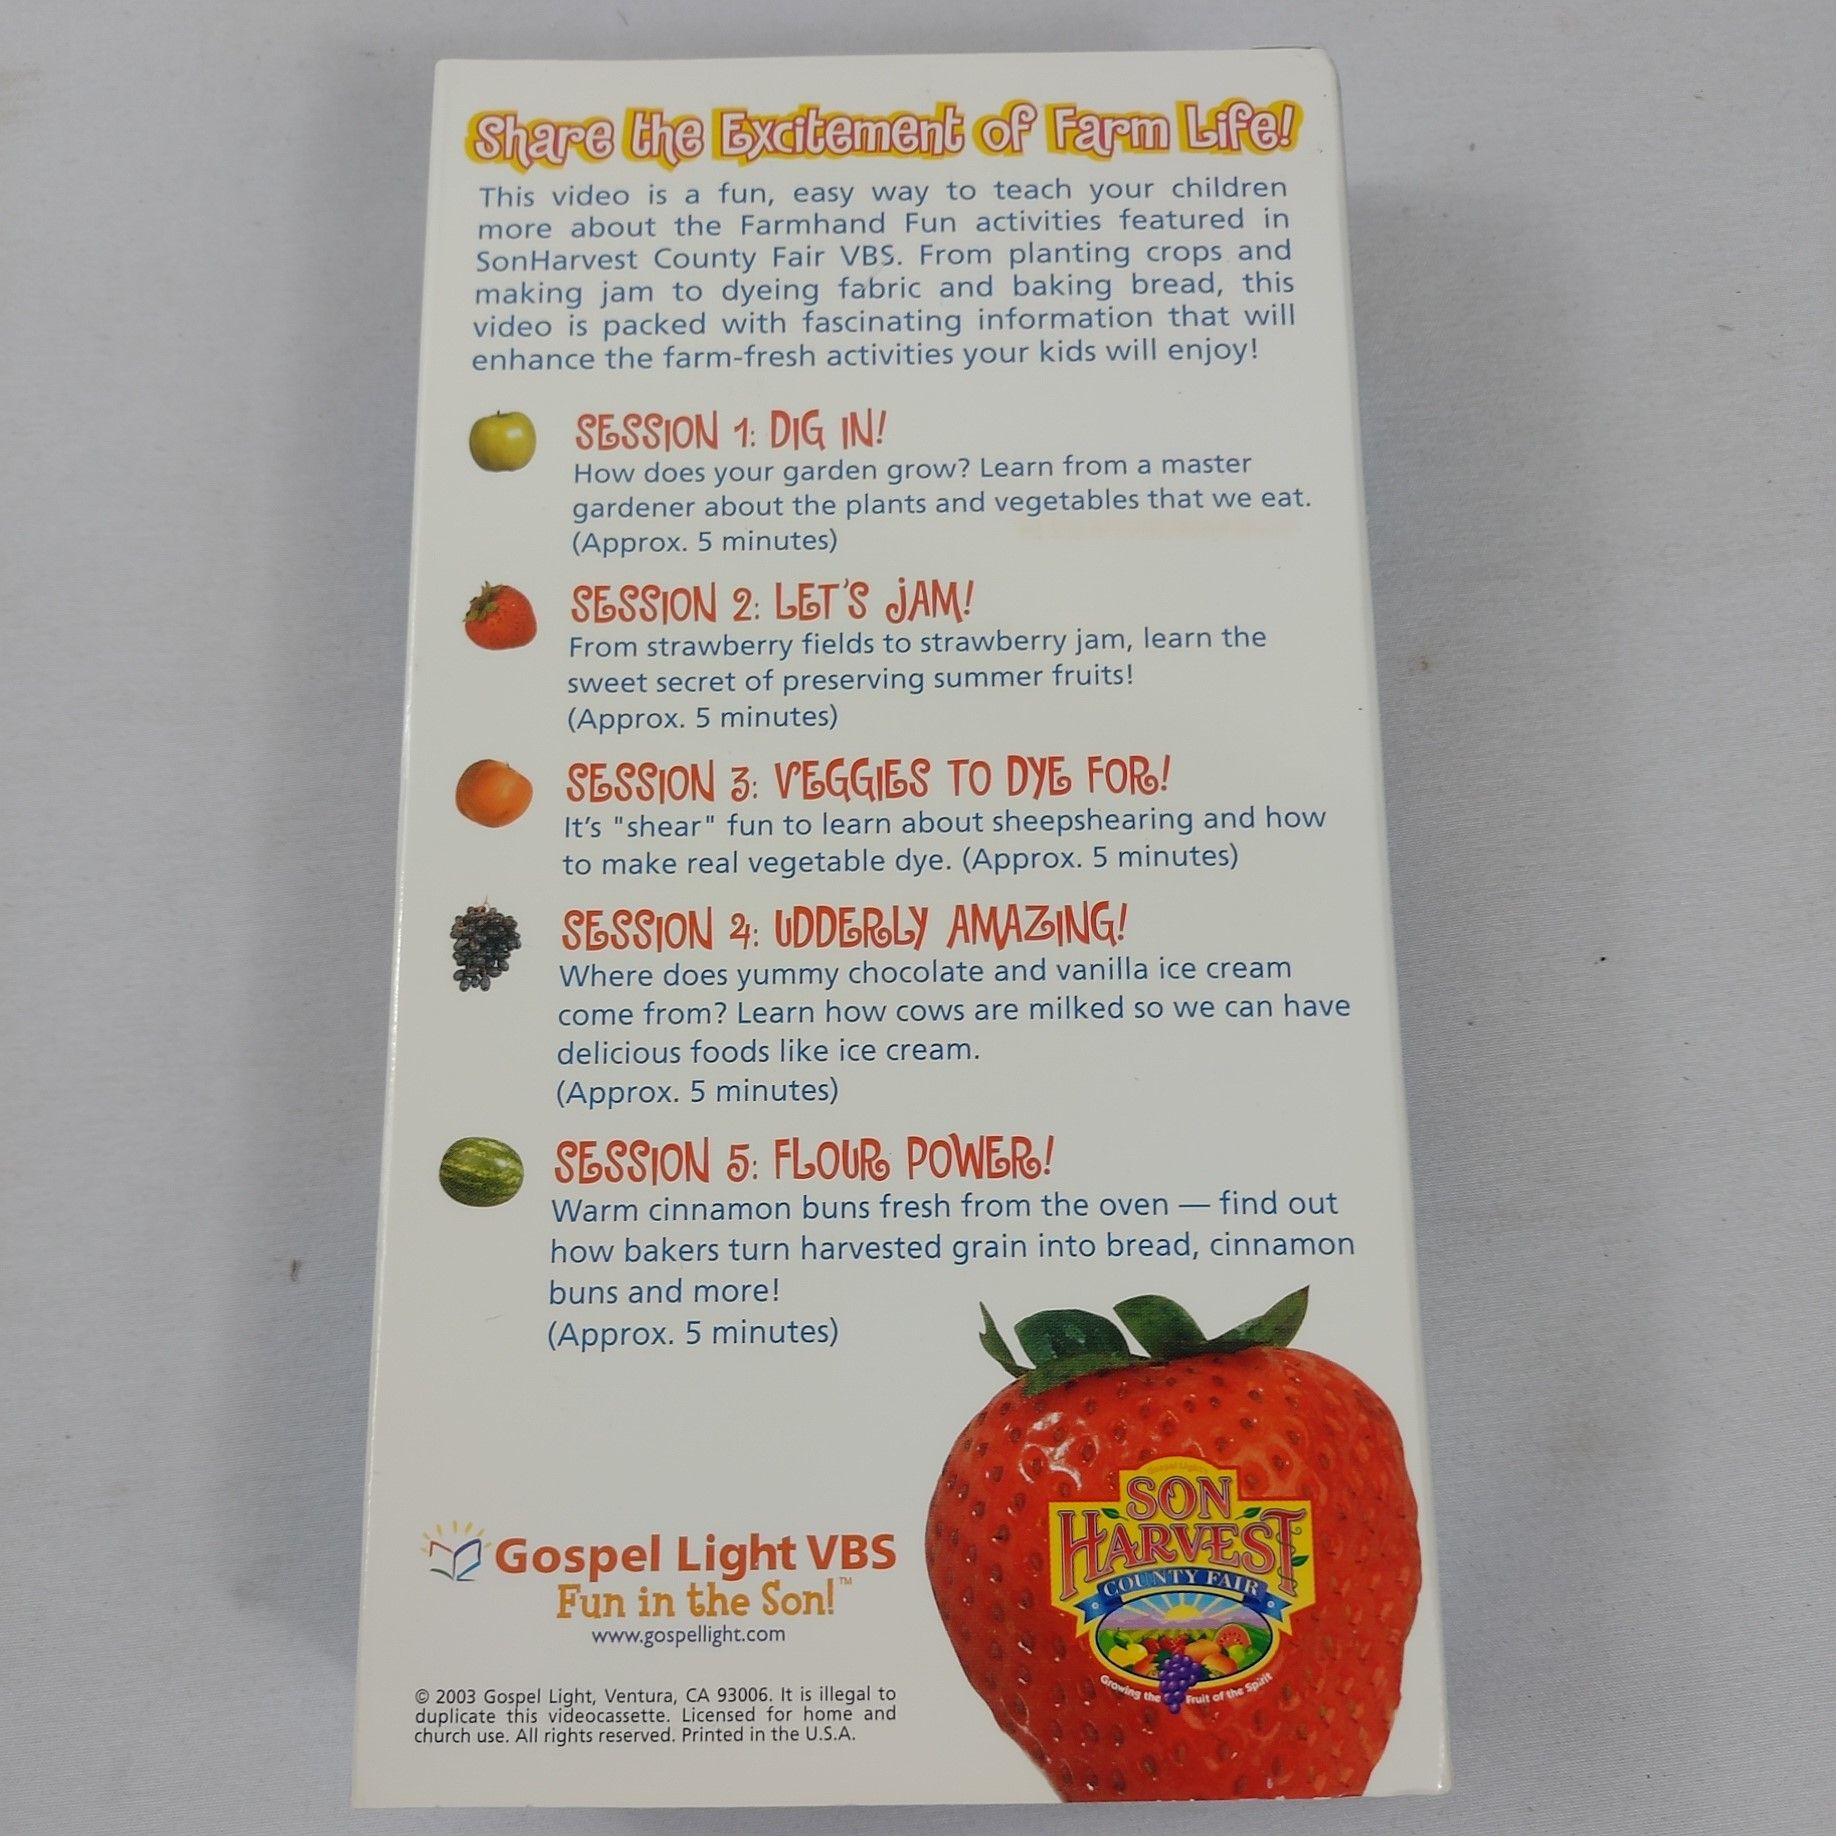 Share the Excitement of Farm Life!
This video is a fun, easy way to teach your children
more about the Farmhand Fun activities featured in
SonHarvest County Fair VBS. From planting crops and
making jam to dyeing fabric and baking bread, this
video is packed with fascinating information that will
enhance the farm-fresh activities your kids will enjoy!
SESSION 1: DIG IN!
How does your garden grow? Learn from a master
gardener about the plants and vegetables that we eat.
(Approx. 5 minutes)
SESSION 2: LET'S JAM!
From strawberry fields to strawberry jam, learn the
sweet secret of preserving summer fruits!
(Approx. 5 minutes)
SESSION 3: VEGGIES TO DYE FOR!
It's "shear" fun to learn about sheepshearing and how
to make real vegetable dye. (Approx. 5 minutes)
SESSION 4: UDDERLY AMAZING!
Where does yummy chocolate and vanilla ice cream
come from? Learn how cows are milked so we can have
delicious foods like ice cream.
(Approx. 5 minutes)
SESSION 5: FLOUR POWER!
Warm cinnamon buns fresh from the oven — find out
how bakers turn harvested grain into bread, cinnamon
buns and more!
(Approx. 5 minutes)
Gospel Light VBS
Fun in the Son!™
www.gospellight.com
© 2003 Gospel Light, Ventura, CA 93006. It is illegal to
duplicate this videocassette. Licensed for home and
church use. All rights reserved. Printed in the U.S.A.
Gospel Light's
SON
HARVEST
COUNTY FAIR
Growing the Fruit of the Spirit